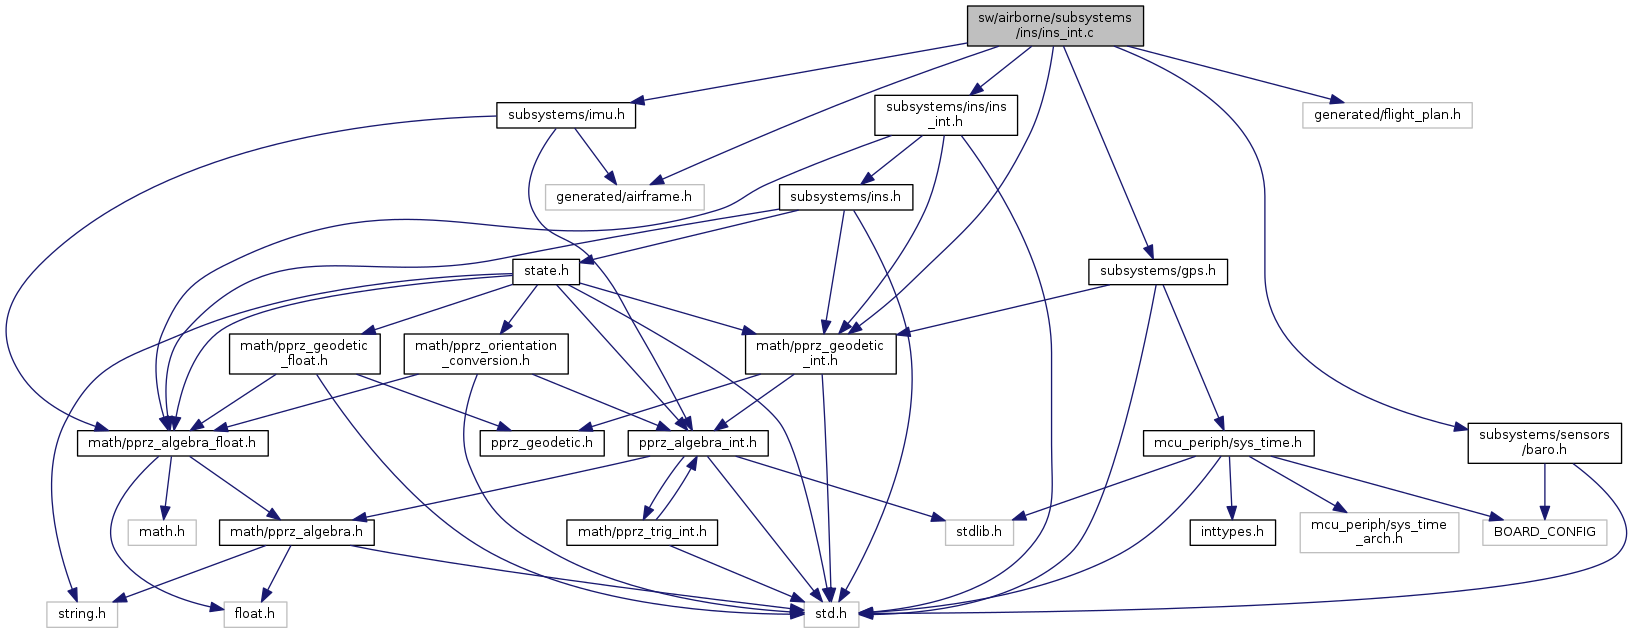 sw/airborne/subsystems
/ins/ins_int.c
subsystems/imu.h
subsystems/ins/ins
_int.h
generated/flight_plan.h
generated/airframe.h
subsystems/ins.h
state.h
subsystems/gps.h
math/pprz_geodetic
_float.h
math/pprz_orientation
_conversion.h
math/pprz_geodetic
_int.h
math/pprz_algebra_float.h
pprz_geodetic.h
pprz_algebra_int.h
mcu_periph/sys_time.h
subsystems/sensors
/baro.h
math.h
math/pprz_algebra.h
math/pprz_trig_int.h
stdlib.h
inttypes.h
mcu_periph/sys_time
_arch.h
BOARD_CONFIG
string.h
float.h
std.h